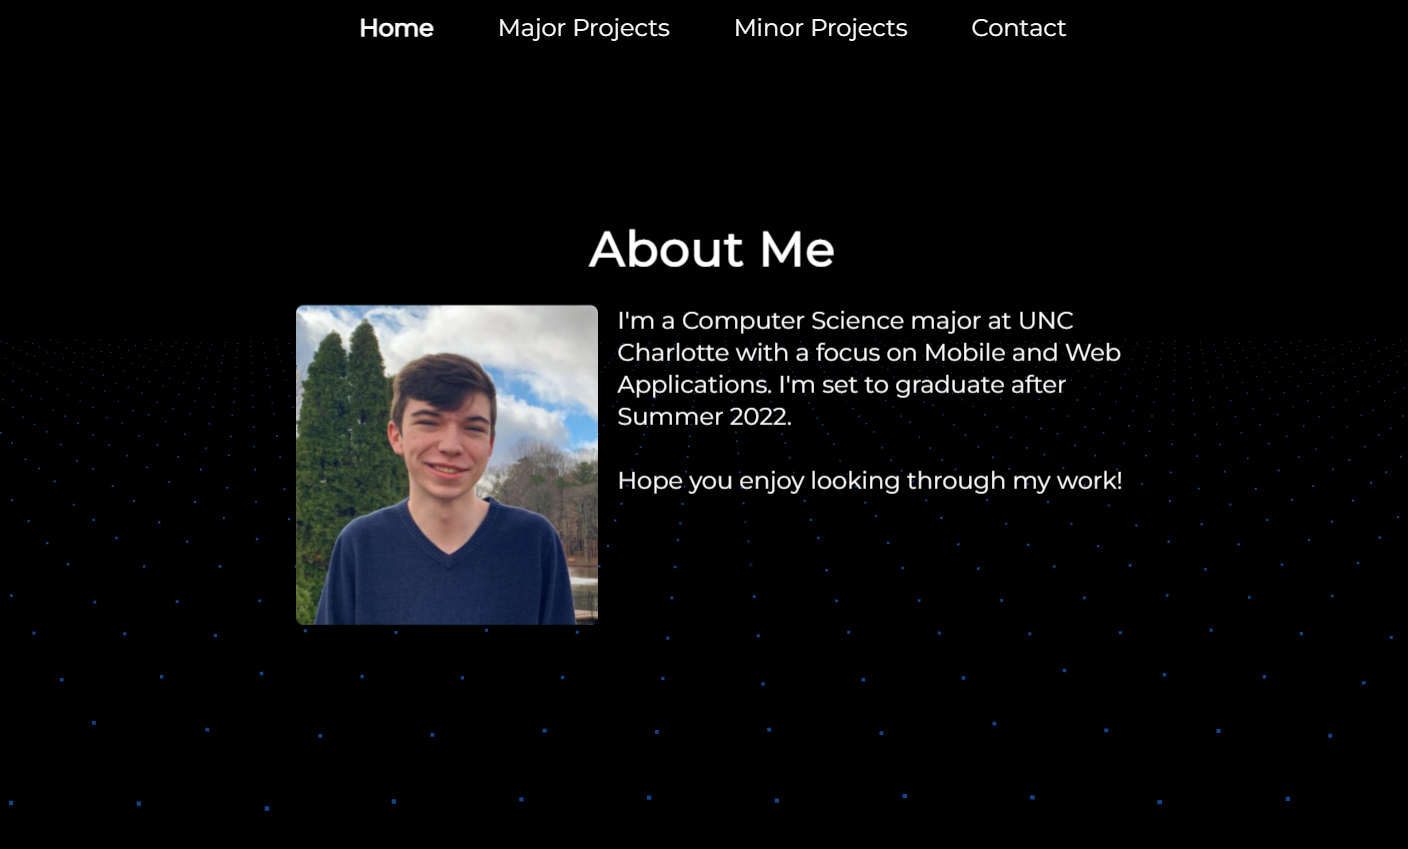 Home Major Projects Minor Projects Contact
About Me
I'm a Computer Science major at UNC
Charlotte with a focus on Mobile and Web
Applications. I'm set to graduate after
Summer 2022.
Hope you enjoy looking through my work!